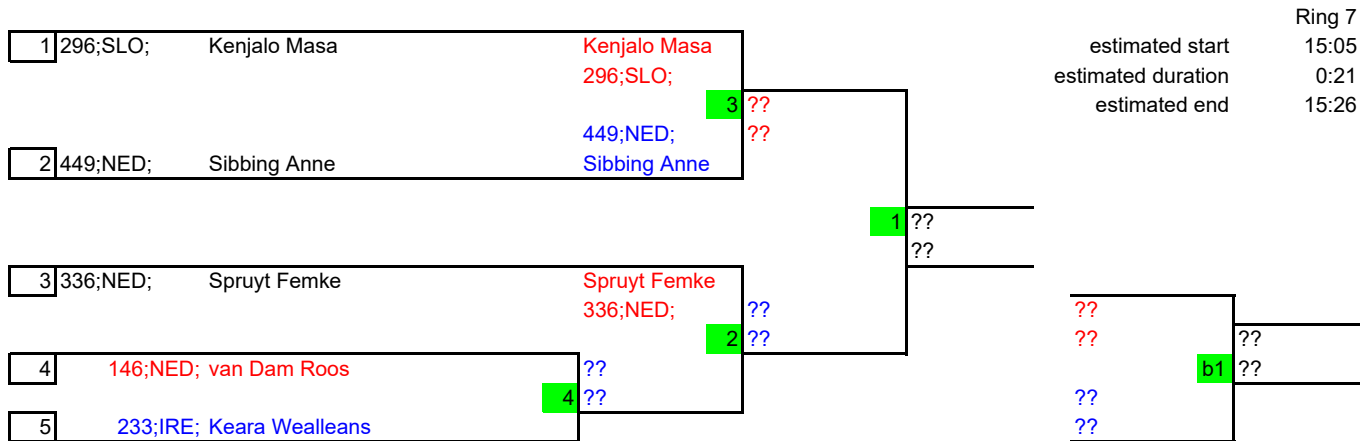 Ring 7
1 296;SLO; Kenjalo Masa Kenjalo Masa estimated start 15:05
296;SLO; estimated duration 0:21
3 ?? estimated end 15:26
449;NED; ??
2 449;NED; Sibbing Anne Sibbing Anne
1 ??
??
3 336;NED; Spruyt Femke Spruyt Femke
336;NED; ?? ??
2 ?? ?? ??
4 146;NED; van Dam Roos ?? b1 ??
4 ?? ??
5 233;IRE; Keara Wealleans ??